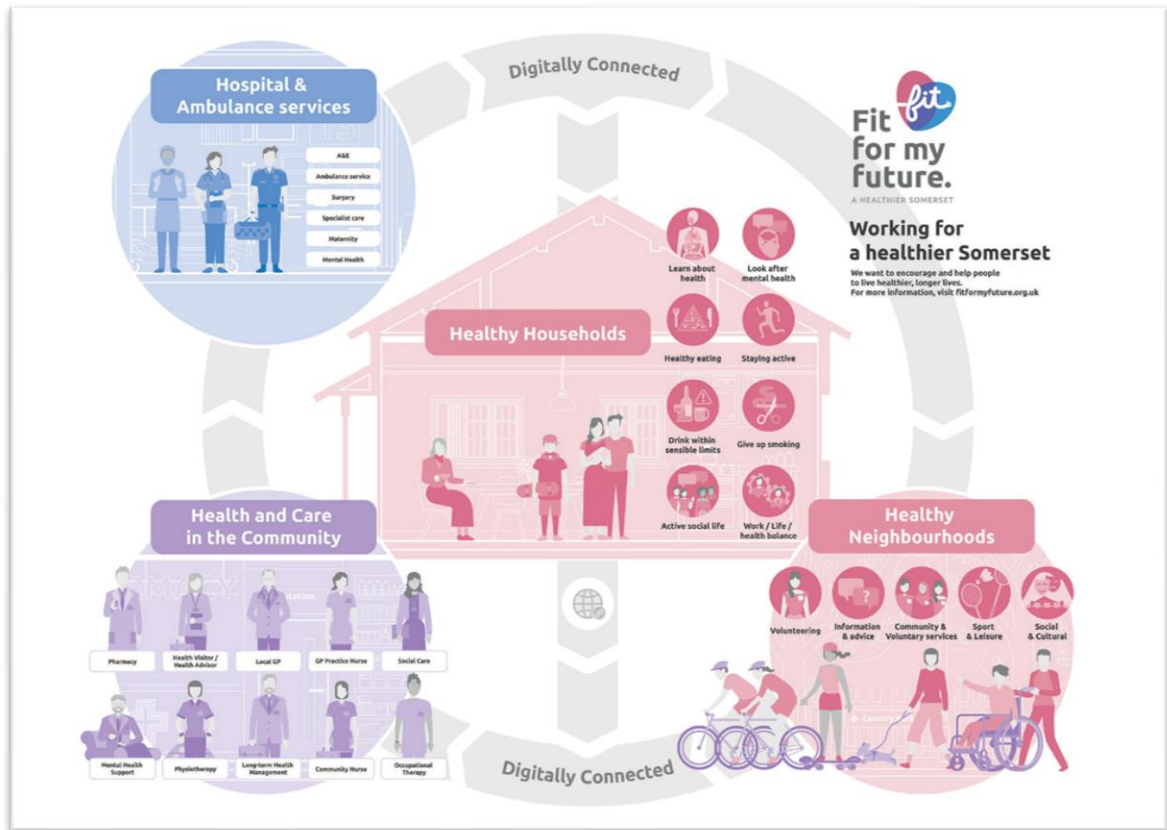 Digitally Connected
Hospital &
Ambulance services
A&E
Ambulance service
Surgery
Specialist care
Maternity
Mental Health
fit
Fit
for my
future.
A HEALTHIER SOMERSET
Working for
a healthier Somerset
We want to encourage and help people
to live healthier, longer lives.
For more information, visit fitformyfuture.org.uk
Healthy Households
Learn about
health
Look after
mental health
Healthy eating
Staying active
Drink within
sensible limits
Give up smoking
Active social life
Work / Life /
health balance
Health and Care
in the Community
Pharmacy
Health Visitor /
Health Advisor
Local GP
GP Practice Nurse
Social Care
Mental Health
Support
Physiotherapy
Long-term Health
Management
Community Nurse
Occupational
Therapy
Healthy
Neighbourhoods
Volunteering
Information
& advice
Community &
Voluntary services
Sport
& Leisure
Social
& Cultural
Country
Digitally Connected